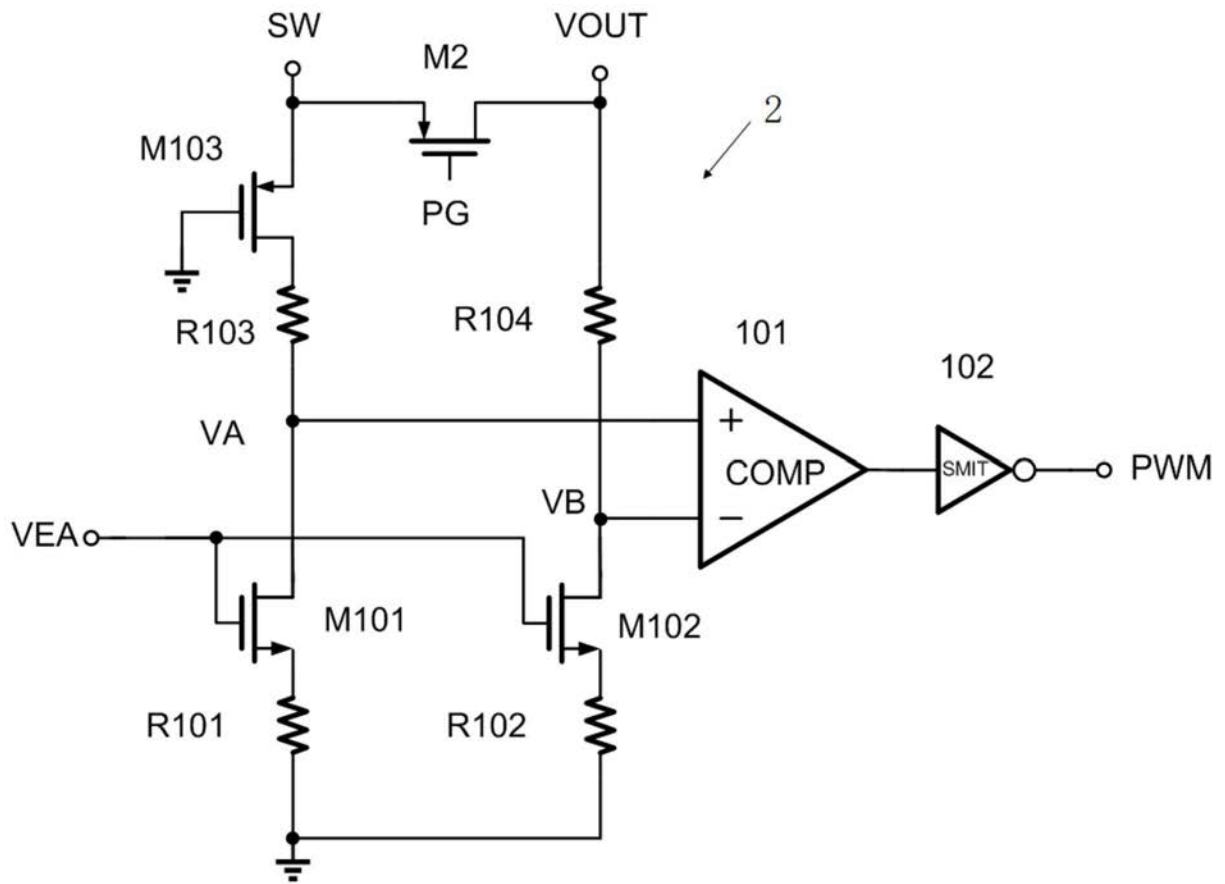 SW
VOUT
M2
2
M103
PG
R103
R104
101
102
VA
+
COMP
SMIT
PWM
VB
−
VEA
M101
M102
R101
R102